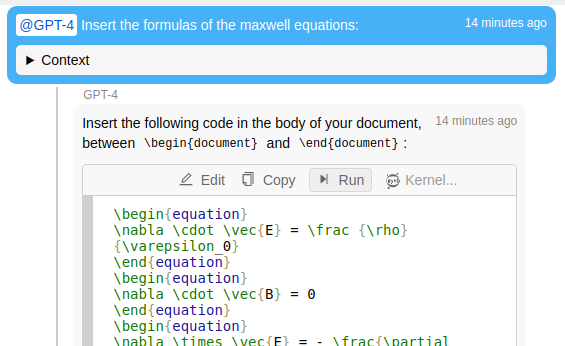 @GPT-4 Insert the formulas of the maxwell equations: 14 minutes ago
▶ Context
GPT-4
Insert the following code in the body of your document, 14 minutes ago
between \begin{document} and \end{document} :
Edit Copy Run Kernel...
\begin{equation}
\nabla \cdot \vec{E} = \frac {\rho}
{\varepsilon_0}
\end{equation}
\begin{equation}
\nabla \cdot \vec{B} = 0
\end{equation}
\begin{equation}
\nabla \times \vec{E} = - \frac{\partial